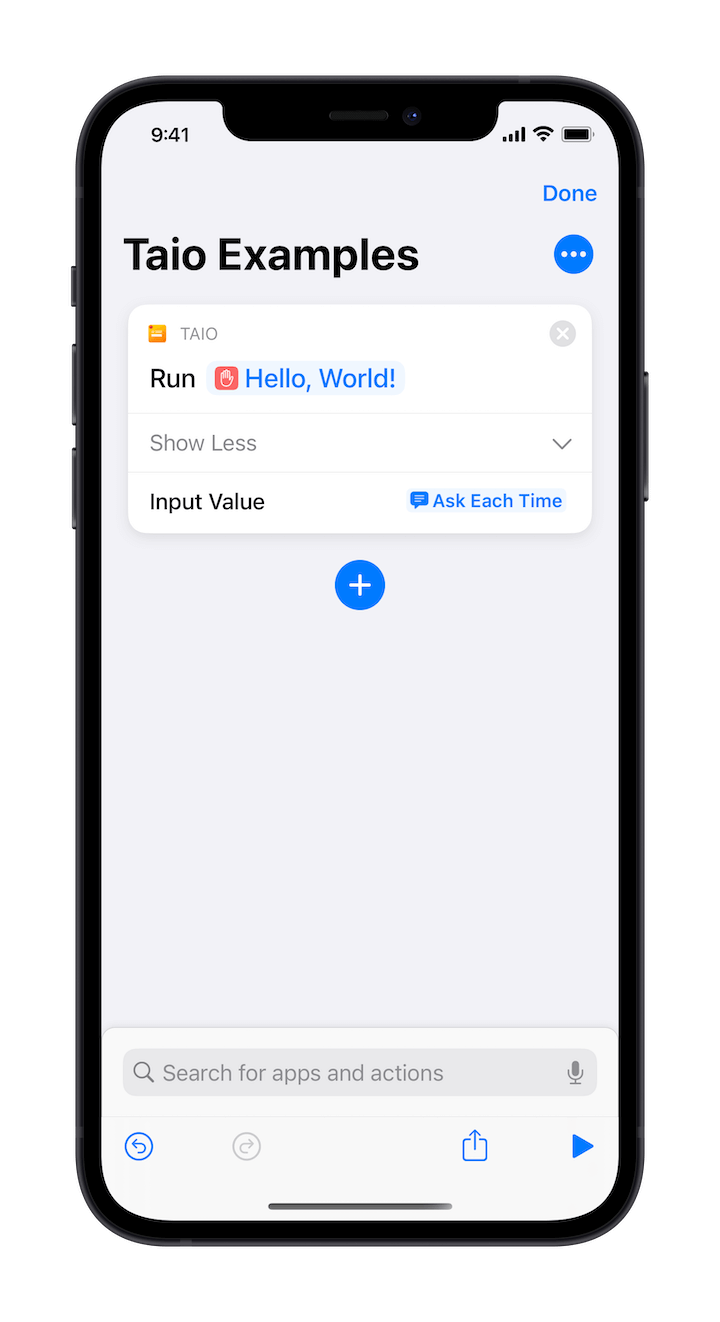 9:41
Done
Taio Examples
TAIO
Run Hello, World!
Show Less
Input Value Ask Each Time
Search for apps and actions